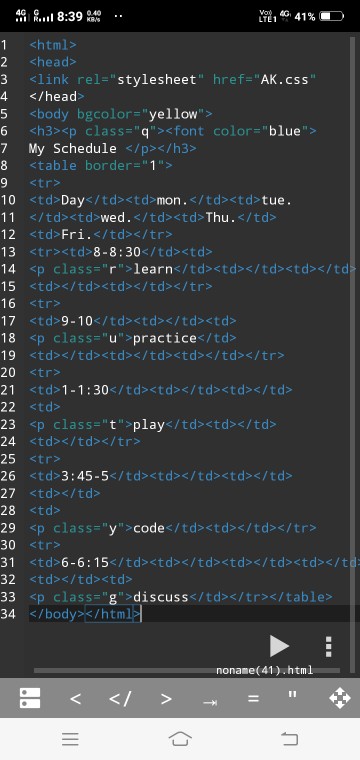 4G G 8:39 0.40 KB/s ·· Vo)) LTE1 4G 41%
1 <html>
2 <head>
3 <link rel="stylesheet" href="AK.css"
4 </head>
5 <body bgcolor="yellow">
6 <h3><p class="q"><font color="blue">
7 My Schedule </p></h3>
8 <table border="1">
9 <tr>
10 <td>Day</td><td>mon.</td><td>tue.
11 </td><td>wed.</td><td>Thu.</td>
12 <td>Fri.</td></tr>
13 <tr><td>8-8:30</td><td>
14 <p class="r">learn</td><td></td><td></td>
15 <td></td><td></td></tr>
16 <tr>
17 <td>9-10</td><td></td><td>
18 <p class="u">practice</td>
19 <td></td><td></td><td></td></tr>
20 <tr>
21 <td>1-1:30</td><td></td><td></td>
22 <td>
23 <p class="t">play</td><td></td>
24 <td></td></tr>
25 <tr>
26 <td>3:45-5</td><td></td><td></td>
27 <td></td>
28 <td>
29 <p class="y">code</td><td></td></tr>
30 <tr>
31 <td>6-6:15</td><td></td><td></td><td></td>
32 <td></td><td>
33 <p class="g">discuss</td></tr></table>
34 </body></html>
noname(41).html
< </ > = "